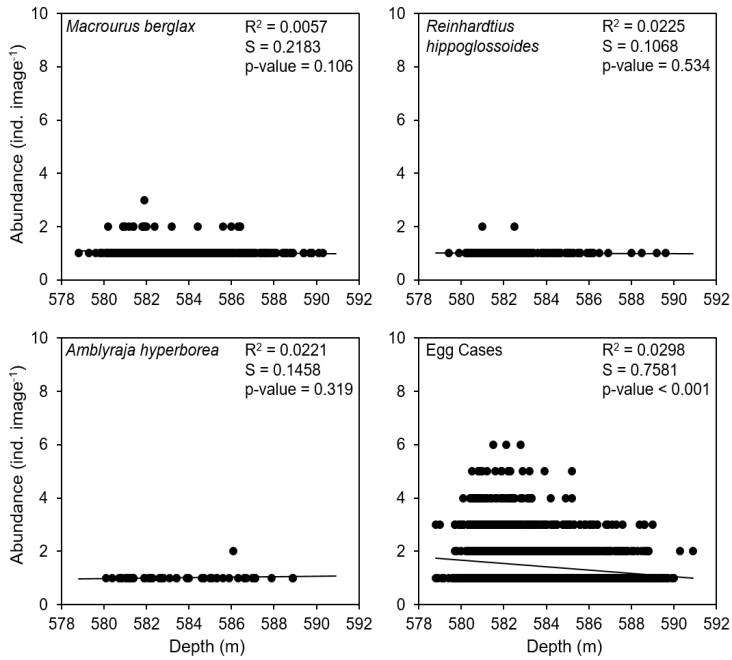 Macrourus berglax
R² = 0.0057
S = 0.2183
p-value = 0.106
Abundance (ind. image⁻¹)
10
8
6
4
2
0
578 580 582 584 586 588 590 592
Reinhardtius
hippoglossoides
R² = 0.0225
S = 0.1068
p-value = 0.534
10
8
6
4
2
0
578 580 582 584 586 588 590 592
Amblyraja hyperborea
R² = 0.0221
S = 0.1458
p-value = 0.319
Abundance (ind. image⁻¹)
10
8
6
4
2
0
578 580 582 584 586 588 590 592
Depth (m)
Egg Cases
R² = 0.0298
S = 0.7581
p-value < 0.001
10
8
6
4
2
0
578 580 582 584 586 588 590 592
Depth (m)